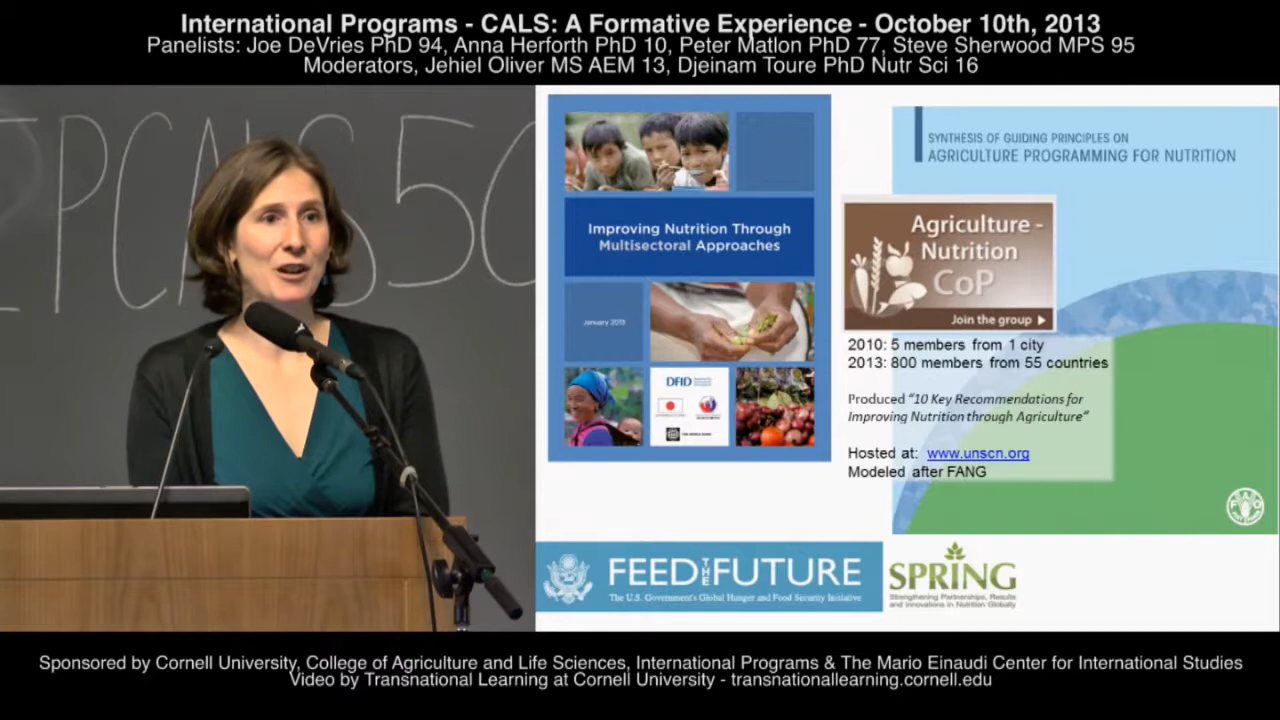 International Programs - CALS: A Formative Experience - October 10th, 2013
Panelists: Joe DeVries PhD 94, Anna Herforth PhD 10, Peter Matlon PhD 77, Steve Sherwood MPS 95
Moderators, Jehiel Oliver MS AEM 13, Djeinam Toure PhD Nutr Sci 16
IPCALS50
Improving Nutrition Through
Multisectoral Approaches
January 2013
DFID
THE WORLD BANK
SYNTHESIS OF GUIDING PRINCIPLES ON
AGRICULTURE PROGRAMMING FOR NUTRITION
Agriculture -
Nutrition
CoP
Join the group
2010: 5 members from 1 city
2013: 800 members from 55 countries
Produced “10 Key Recommendations for
Improving Nutrition through Agriculture“
Hosted at: www.unscn.org
Modeled after FANG
FEED THE FUTURE
The U.S. Government's Global Hunger and Food Security Initiative
SPRING
Strengthening Partnerships, Results
and Innovations in Nutrition Globally
Sponsored by Cornell University, College of Agriculture and Life Sciences, International Programs & The Mario Einaudi Center for International Studies
Video by Transnational Learning at Cornell University - transnationallearning.cornell.edu